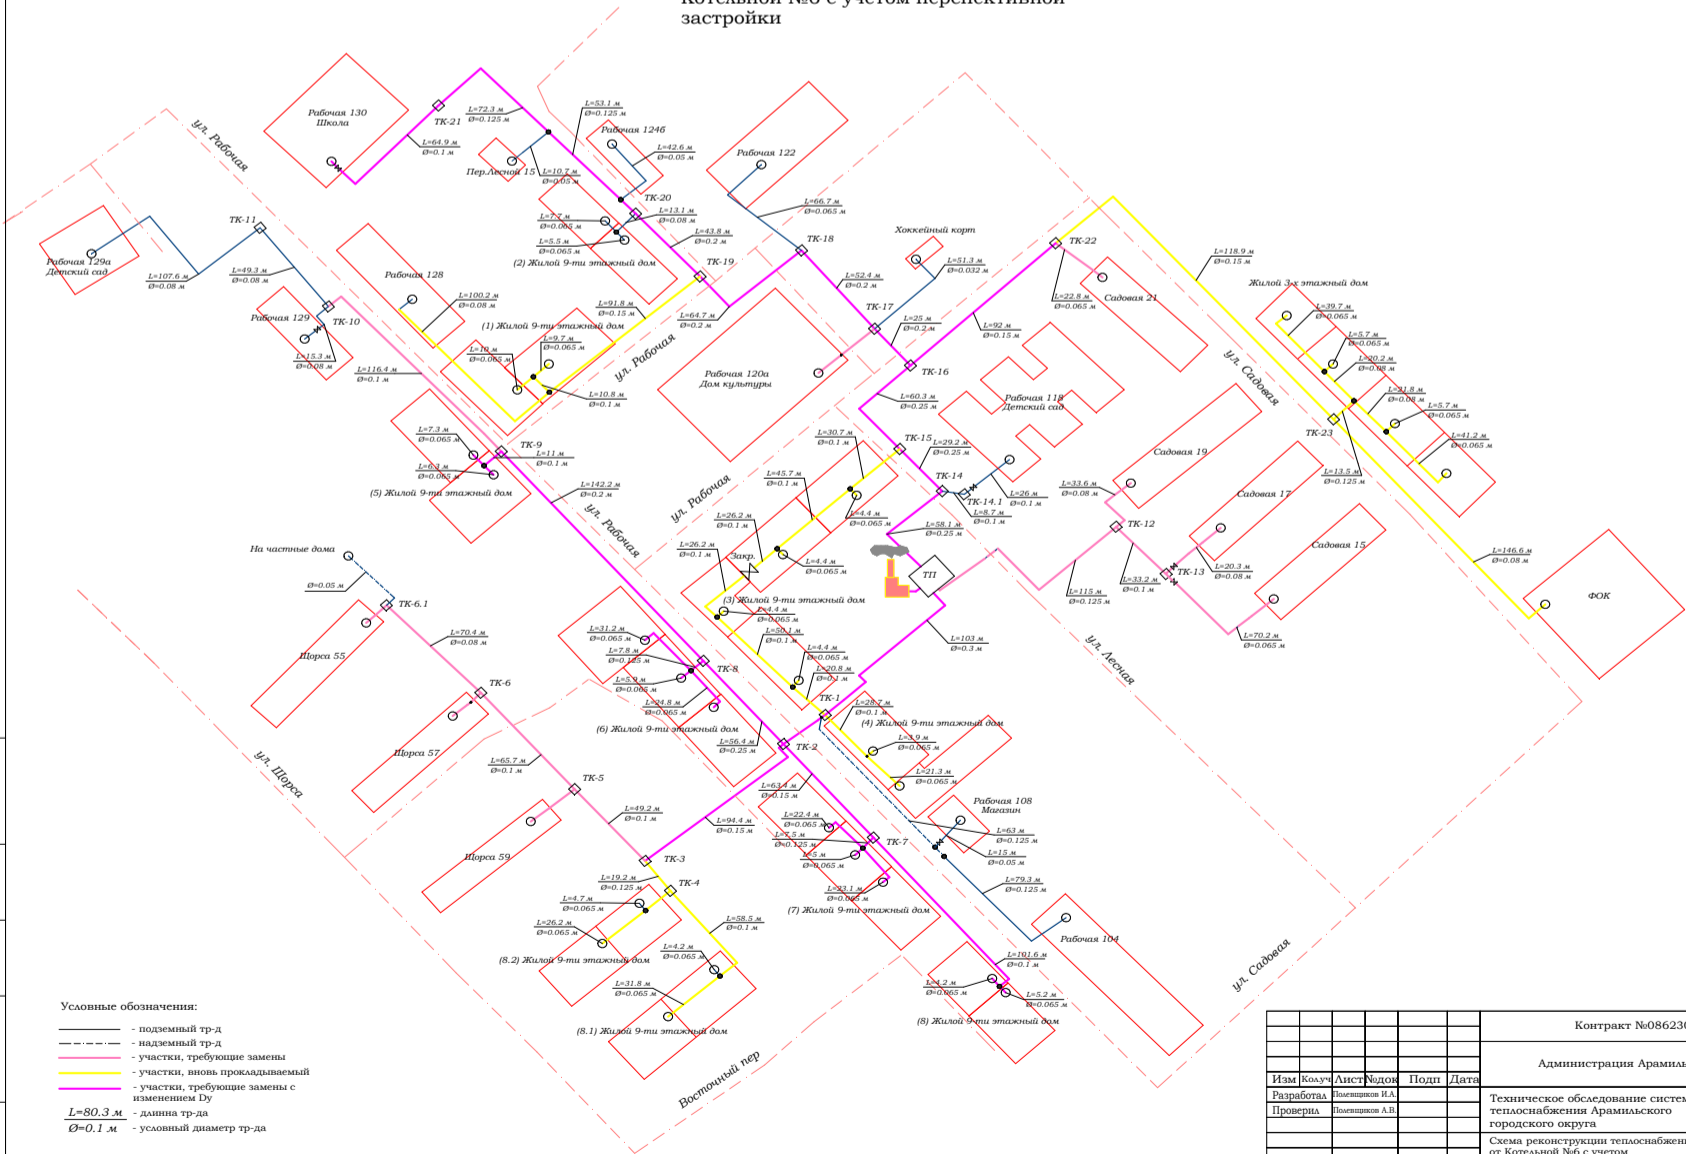 Котельной №6 с учетом перспективной
застройки
ул. Рабочая
Рабочая 130
Школа
ТК-21
L=72.3 м
Ø=0.125 м
L=53.1 м
Ø=0.125 м
L=64.9 м
Ø=0.1 м
Рабочая 124б
L=42.6 м
Ø=0.05 м
Пер.Лесной 15
L=10.7 м
Ø=0.05 м
Рабочая 122
ТК-20
L=7.7 м
Ø=0.065 м
L=13.1 м
Ø=0.08 м
L=5.5 м
Ø=0.065 м
L=43.8 м
Ø=0.2 м
(2) Жилой 9-ти этажный дом
L=66.7 м
Ø=0.065 м
ТК-18
ТК-19
Хоккейный корт
L=51.3 м
Ø=0.032 м
L=52.4 м
Ø=0.2 м
ТК-22
L=118.9 м
Ø=0.15 м
ТК-11
Рабочая 129а
Детский сад
L=107.6 м
Ø=0.08 м
L=49.3 м
Ø=0.08 м
Рабочая 128
L=100.2 м
Ø=0.08 м
Рабочая 129
ТК-10
L=15.3 м
Ø=0.08 м
L=116.4 м
Ø=0.1 м
L=91.8 м
Ø=0.15 м
(1) Жилой 9-ти этажный дом
L=9.7 м
Ø=0.065 м
L=10 м
Ø=0.065 м
L=10.8 м
Ø=0.1 м
ул. Рабочая
L=64.7 м
Ø=0.2 м
ТК-17
L=25 м
Ø=0.2 м
L=92 м
Ø=0.15 м
L=22.8 м
Ø=0.065 м
Садовая 21
Жилой 3-х этажный дом
L=39.7 м
Ø=0.065 м
L=5.7 м
Ø=0.065 м
L=20.2 м
Ø=0.08 м
L=21.8 м
Ø=0.08 м
L=5.7 м
Ø=0.065 м
L=41.2 м
Ø=0.065 м
ТК-23
L=13.5 м
Ø=0.125 м
ул. Садовая
Рабочая 120а
Дом культуры
ТК-16
L=60.3 м
Ø=0.25 м
Рабочая 118
Детский сад
L=7.3 м
Ø=0.065 м
ТК-9
L=11 м
Ø=0.1 м
L=6.3 м
Ø=0.065 м
(5) Жилой 9-ти этажный дом
L=142.2 м
Ø=0.2 м
ул. Рабочая
ул. Рабочая
L=30.7 м
Ø=0.1 м
ТК-15
L=29.2 м
Ø=0.25 м
L=45.7 м
Ø=0.1 м
ТК-14
ТК-14.1
L=26 м
Ø=0.1 м
L=8.7 м
Ø=0.1 м
L=4.4 м
Ø=0.065 м
L=58.1 м
Ø=0.25 м
L=26.2 м
Ø=0.1 м
L=26.2 м
Ø=0.1 м
Закр.
L=4.4 м
Ø=0.065 м
ТП
Садовая 19
L=33.6 м
Ø=0.08 м
Садовая 17
ТК-12
Садовая 15
ТК-13
L=20.3 м
Ø=0.08 м
L=33.2 м
Ø=0.1 м
L=115 м
Ø=0.125 м
L=70.2 м
Ø=0.065 м
L=146.6 м
Ø=0.08 м
ФОК
На частные дома
Ø=0.05 м
ТК-6.1
L=70.4 м
Ø=0.08 м
Щорса 55
(3) Жилой 9-ти этажный дом
L=4.4 м
Ø=0.065 м
L=50.1 м
Ø=0.1 м
L=4.4 м
Ø=0.065 м
L=20.8 м
Ø=0.1 м
L=103 м
Ø=0.3 м
ул. Лесная
L=31.2 м
Ø=0.065 м
L=7.8 м
Ø=0.125 м
L=5.9 м
Ø=0.065 м
ТК-8
L=24.8 м
Ø=0.065 м
(6) Жилой 9-ти этажный дом
L=56.4 м
Ø=0.25 м
ТК-6
ТК-1
L=28.7 м
Ø=0.1 м
(4) Жилой 9-ти этажный дом
L=3.9 м
Ø=0.065 м
L=21.3 м
Ø=0.065 м
ТК-2
Щорса 57
ул. Щорса
L=65.7 м
Ø=0.1 м
ТК-5
L=63.4 м
Ø=0.15 м
L=49.2 м
Ø=0.1 м
L=94.4 м
Ø=0.15 м
L=22.4 м
Ø=0.065 м
L=7.5 м
Ø=0.125 м
L=5 м
Ø=0.065 м
ТК-7
Рабочая 108
Магазин
L=63 м
Ø=0.125 м
L=15 м
Ø=0.05 м
L=79.3 м
Ø=0.125 м
Щорса 59
ТК-3
L=19.2 м
Ø=0.125 м
ТК-4
L=23.1 м
Ø=0.065 м
(7) Жилой 9-ти этажный дом
L=4.7 м
Ø=0.065 м
L=26.2 м
Ø=0.065 м
L=58.5 м
Ø=0.1 м
(8.2) Жилой 9-ти этажный дом
L=4.2 м
Ø=0.065 м
L=31.8 м
Ø=0.065 м
(8.1) Жилой 9-ти этажный дом
Рабочая 104
L=101.6 м
Ø=0.1 м
L=4.2 м
Ø=0.065 м
L=5.2 м
Ø=0.065 м
(8) Жилой 9-ти этажный дом
ул. Садовая
Восточный пер
Условные обозначения:
- подземный тр-д
- надземный тр-д
- участки, требующие замены
- участки, вновь прокладываемый
- участки, требующие замены с
изменением Dy
L=80.3 м - длинна тр-да
Ø=0.1 м - условный диаметр тр-да
Контракт №086230
Администрация Арамиль
Изм Кол.уч Лист №док Подп Дата
Разработал Полевщиков И.А.
Проверил Полевщиков А.В.
Техническое обследование систем
теплоснабжения Арамильского
городского округа
Схема реконструкции теплоснабжен
от Котельной №6 с учетом